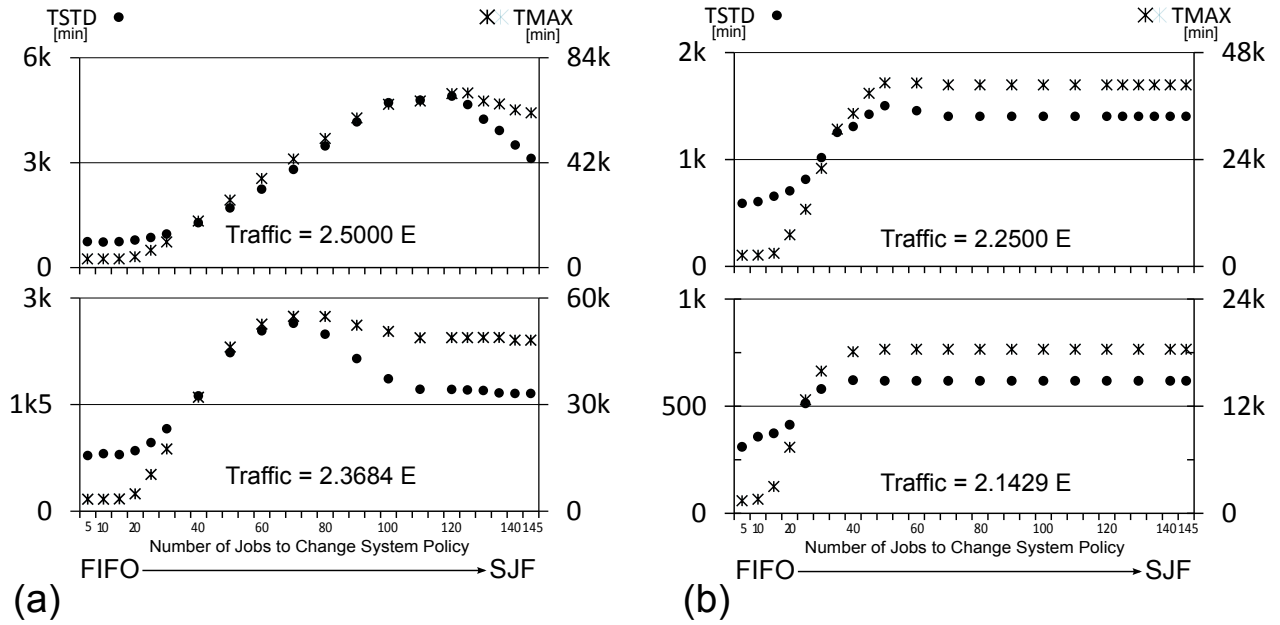 TSTD ● TMAX
[min] [min]
6k 84k
3k 42k
Traffic = 2.5000 E
0 0
3k 60k
1k5 30k
Traffic = 2.3684 E
0 0
5 10 20 40 60 80 100 120 140 145
Number of Jobs to Change System Policy
FIFO SJF
(a)
TSTD ● TMAX
[min] [min]
2k 48k
1k 24k
Traffic = 2.2500 E
0 0
1k 24k
500 12k
Traffic = 2.1429 E
0 0
5 10 20 40 60 80 100 120 140 145
Number of Jobs to Change System Policy
FIFO SJF
(b)